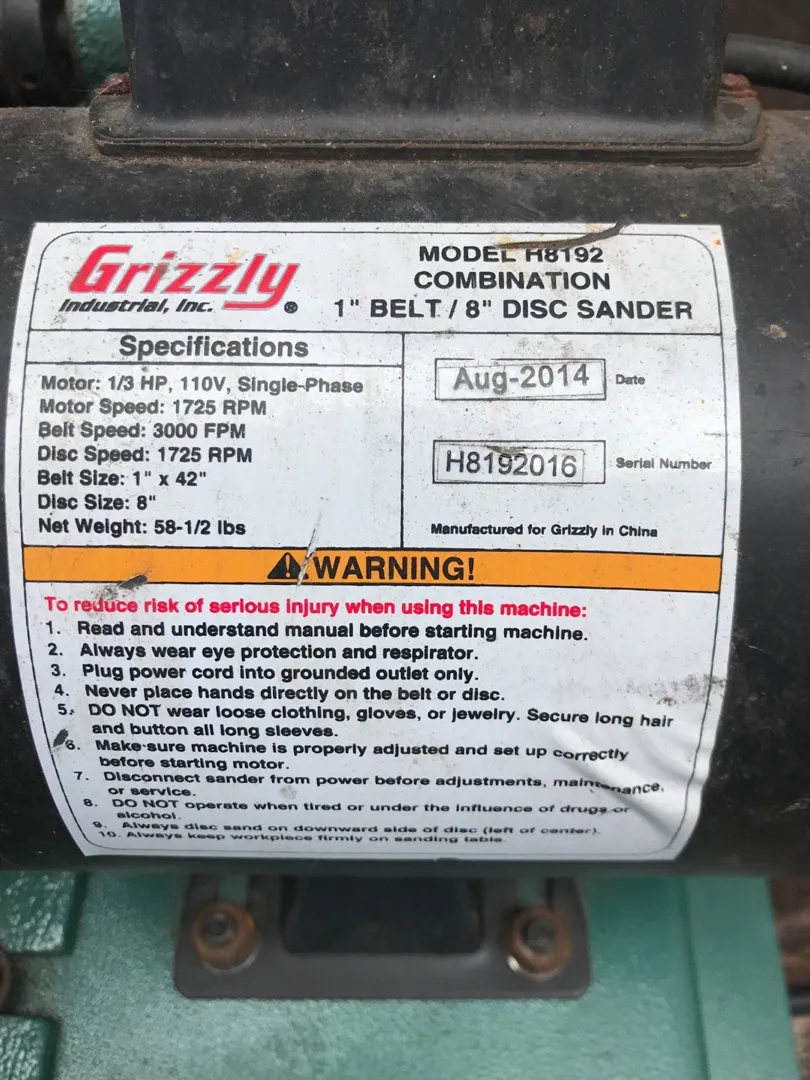 Grizzly
Industrial, Inc. ®
MODEL H8192
COMBINATION
1" BELT / 8" DISC SANDER
Specifications
Motor: 1/3 HP, 110V, Single-Phase
Motor Speed: 1725 RPM
Belt Speed: 3000 FPM
Disc Speed: 1725 RPM
Belt Size: 1" x 42"
Disc Size: 8"
Net Weight: 58-1/2 lbs
Aug-2014 Date
H8192016 Serial Number
Manufactured for Grizzly in China
WARNING!
To reduce risk of serious injury when using this machine:
1. Read and understand manual before starting machine.
2. Always wear eye protection and respirator.
3. Plug power cord into grounded outlet only.
4. Never place hands directly on the belt or disc.
5. DO NOT wear loose clothing, gloves, or jewelry. Secure long hair
and button all long sleeves.
6. Make sure machine is properly adjusted and set up correctly
before starting motor.
7. Disconnect sander from power before adjustments, maintenance,
or service.
8. DO NOT operate when tired or under the influence of drugs or
alcohol.
9. Always disc sand on downward side of disc (left of center).
10. Always keep workpiece firmly on sanding table.